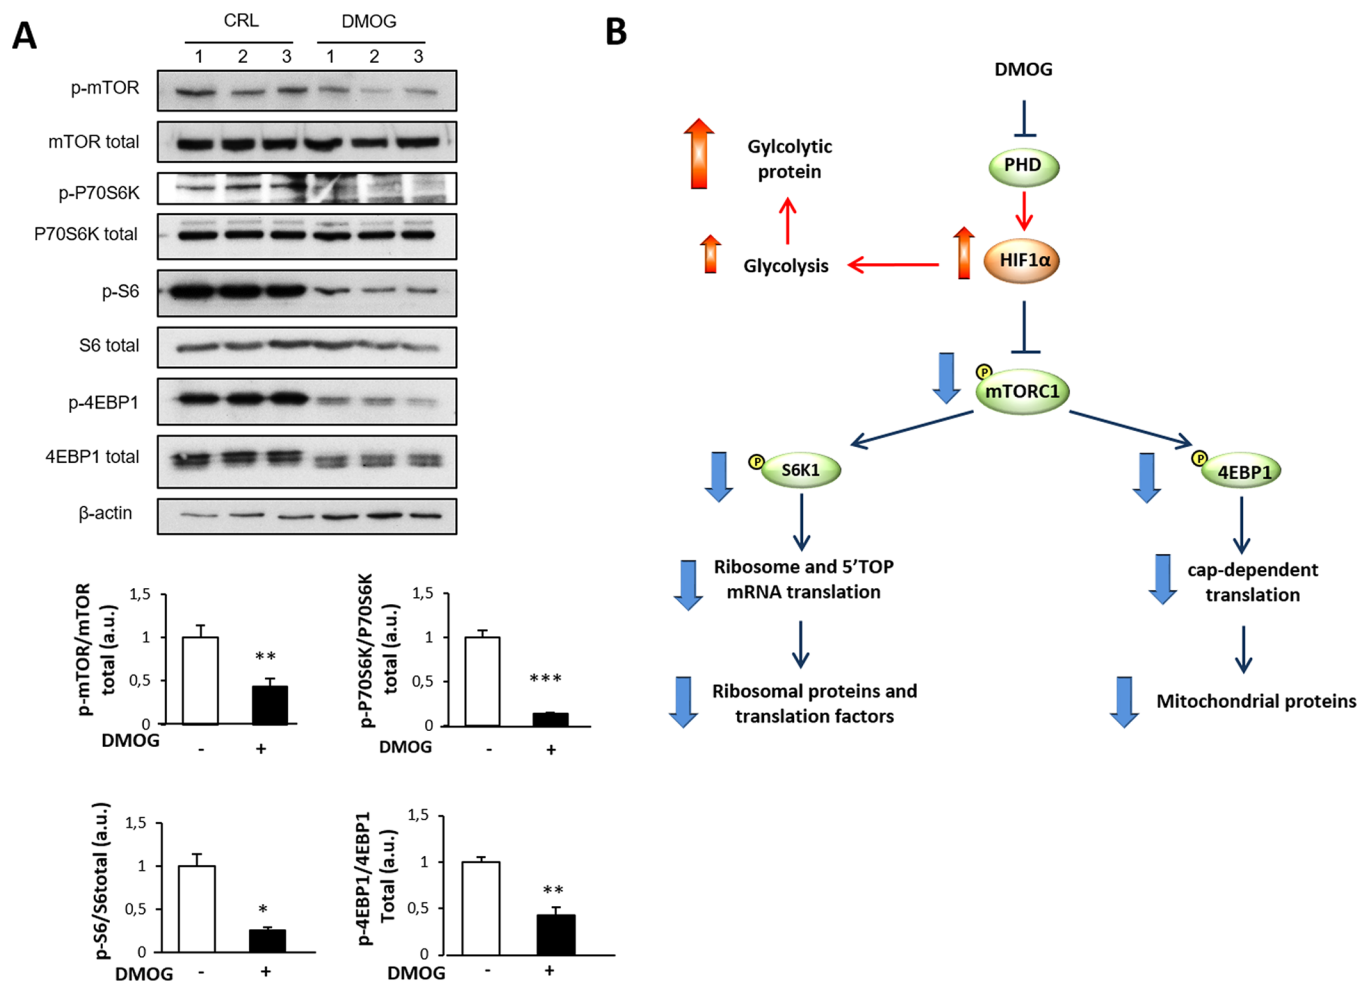 A
CRL DMOG
1 2 3 1 2 3
p-mTOR
mTOR total
p-P70S6K
P70S6K total
p-S6
S6 total
p-4EBP1
4EBP1 total
β-actin
p-mTOR/mTOR
total (a.u.)
1,5
1
0,5
0
**
DMOG - +
p-P70S6K/P70S6K
total (a.u.)
1,5
1
0,5
0
***
DMOG - +
p-S6/S6total (a.u.)
1,5
1
0,5
0
*
DMOG - +
p-4EBP1/4EBP1
Total (a.u.)
1,5
1
0,5
0
**
DMOG - +
B
DMOG
PHD
Gylcolytic
protein
HIF1α
Glycolysis
P
mTORC1
P
S6K1
P
4EBP1
Ribosome and 5'TOP
mRNA translation
cap-dependent
translation
Ribosomal proteins and
translation factors
Mitochondrial proteins